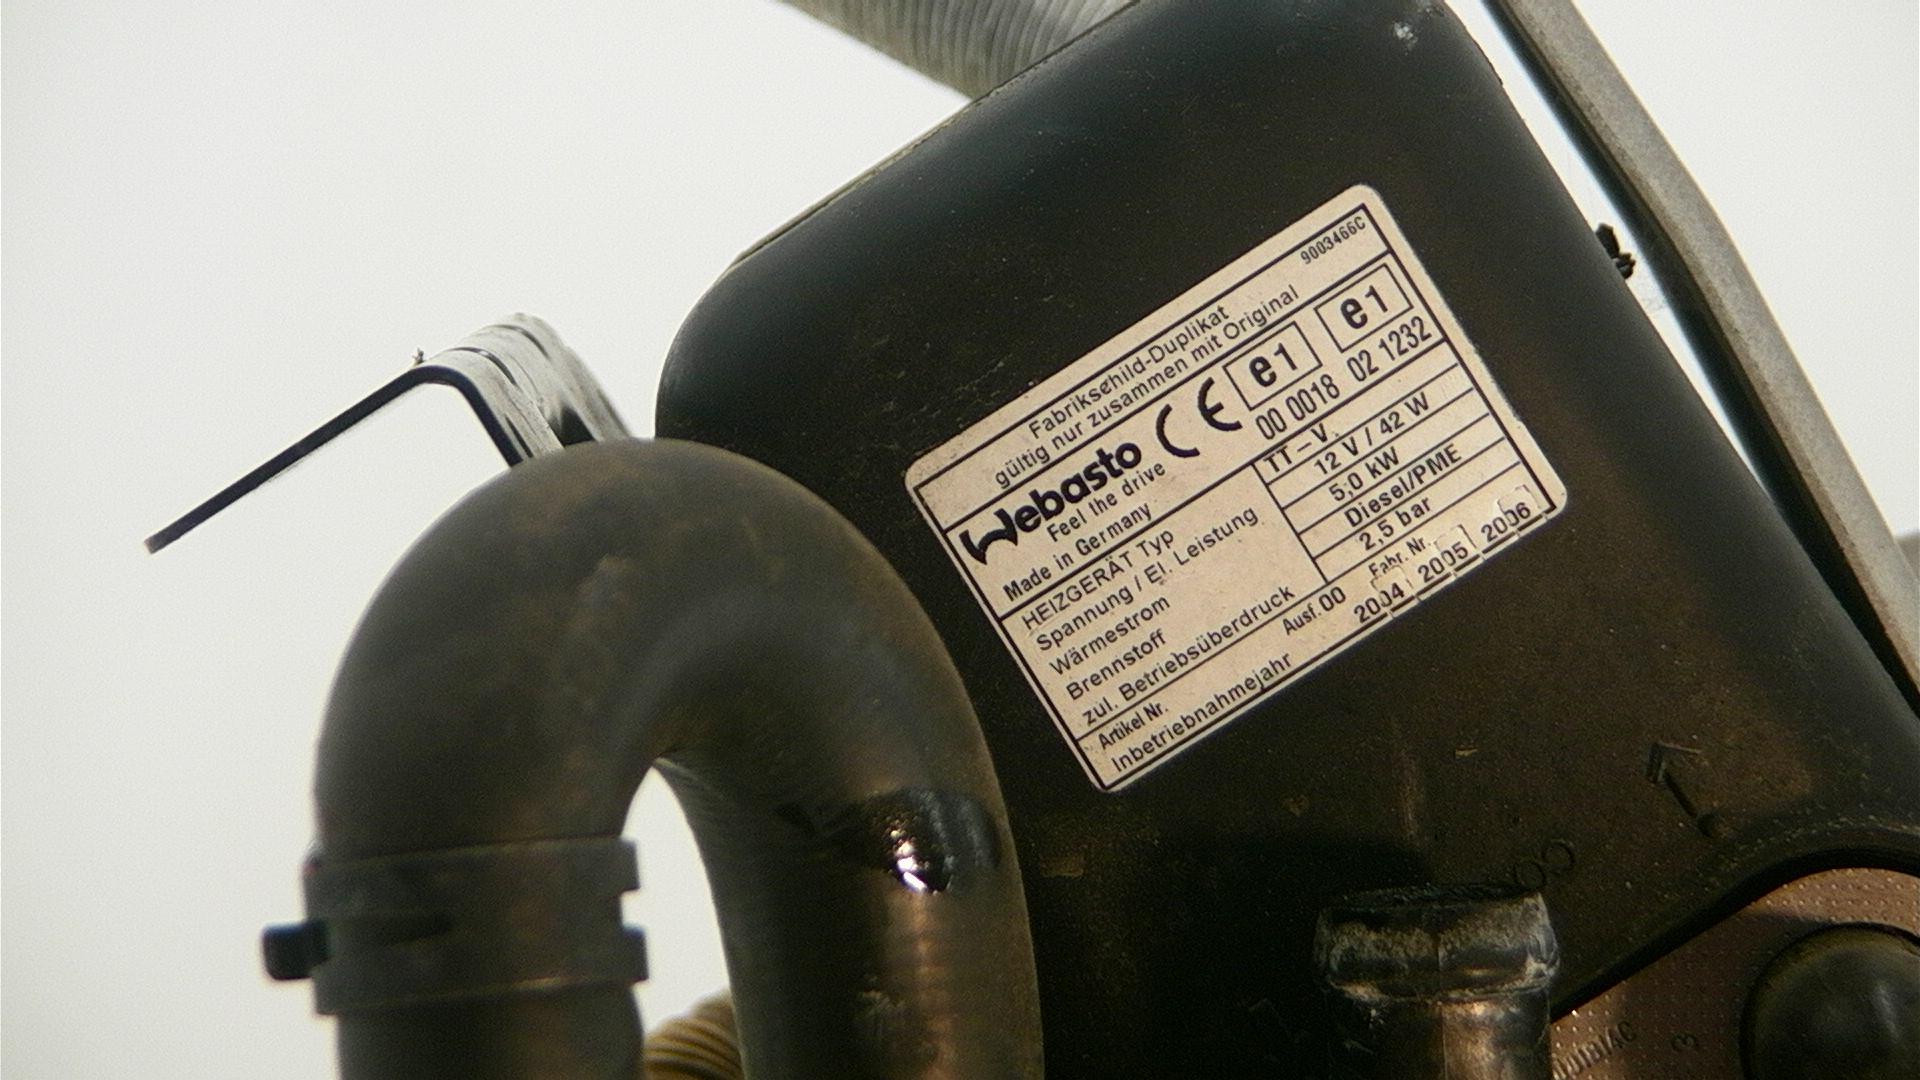 9003466C
Fabrikschild-Duplikat
gültig nur zusammen mit Original
Webasto CE e1 e1
Feel the drive 00 0018 02 1232
Made in Germany
HEIZGERÄT Typ TT-V
Spannung / El. Leistung 12 V / 42 W
Wärmestrom 5,0 kW
Brennstoff Diesel/PME
zul. Betriebsüberdruck 2,5 bar
Artikel Nr. Ausf. 00 Fabr. Nr.
Inbetriebnahmejahr 2004 2005 2006
3